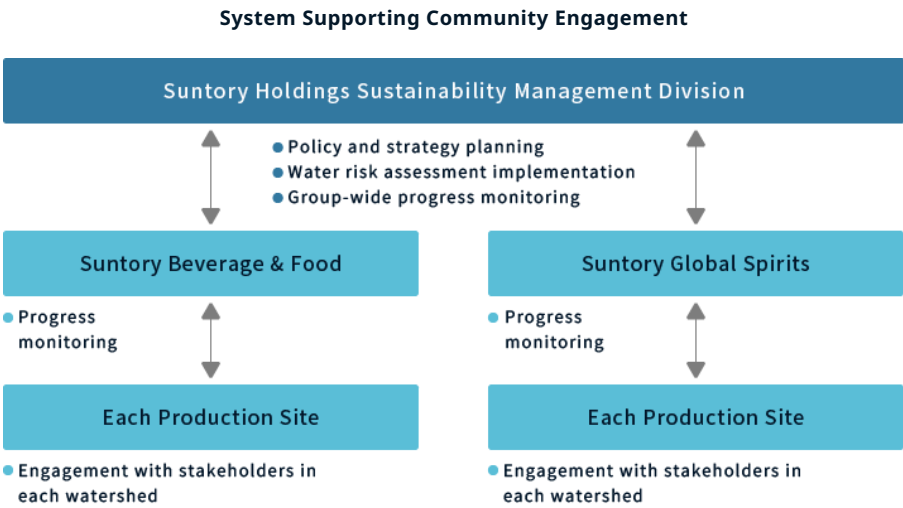 System Supporting Community Engagement
Suntory Holdings Sustainability Management Division
Policy and strategy planning
Water risk assessment implementation
Group-wide progress monitoring
Suntory Beverage & Food
Suntory Global Spirits
Progress
monitoring
Progress
monitoring
Each Production Site
Each Production Site
Engagement with stakeholders in
each watershed
Engagement with stakeholders in
each watershed